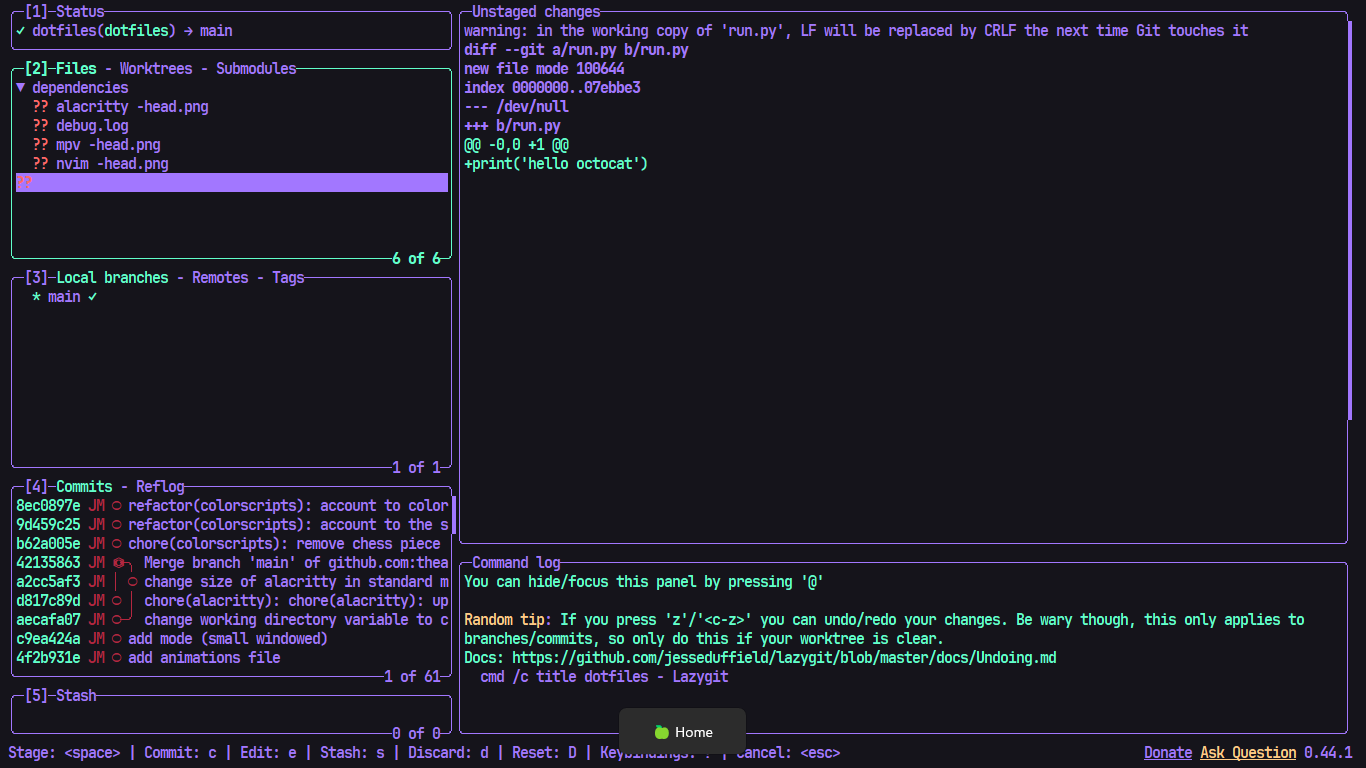 [1]-Status
✓ dotfiles(dotfiles) → main
[2]-Files - Worktrees - Submodules
▼ dependencies
?? alacritty -head.png
?? debug.log
?? mpv -head.png
?? nvim -head.png
??
6 of 6
[3]-Local branches - Remotes - Tags
* main ✓
1 of 1
[4]-Commits - Reflog
8ec0897e JM refactor(colorscripts): account to color
9d459c25 JM refactor(colorscripts): account to the s
b62a005e JM chore(colorscripts): remove chess piece
42135863 JM Merge branch 'main' of github.com:thea
a2cc5af3 JM change size of alacritty in standard m
d817c89d JM chore(alacritty): chore(alacritty): up
aecafa07 JM change working directory variable to c
c9ea424a JM add mode (small windowed)
4f2b931e JM add animations file
1 of 61
[5]-Stash
0 of 0
Unstaged changes
warning: in the working copy of 'run.py', LF will be replaced by CRLF the next time Git touches it
diff --git a/run.py b/run.py
new file mode 100644
index 0000000..07ebbe3
--- /dev/null
+++ b/run.py
@@ -0,0 +1 @@
+print('hello octocat')
Command log
You can hide/focus this panel by pressing '@'
Random tip: If you press 'z'/'<c-z>' you can undo/redo your changes. Be wary though, this only applies to
branches/commits, so only do this if your worktree is clear.
Docs: https://github.com/jesseduffield/lazygit/blob/master/docs/Undoing.md
cmd /c title dotfiles - Lazygit
Home
Stage: <space> | Commit: c | Edit: e | Stash: s | Discard: d | Reset: D | Keybindings: ? | Cancel: <esc> Donate Ask Question 0.44.1